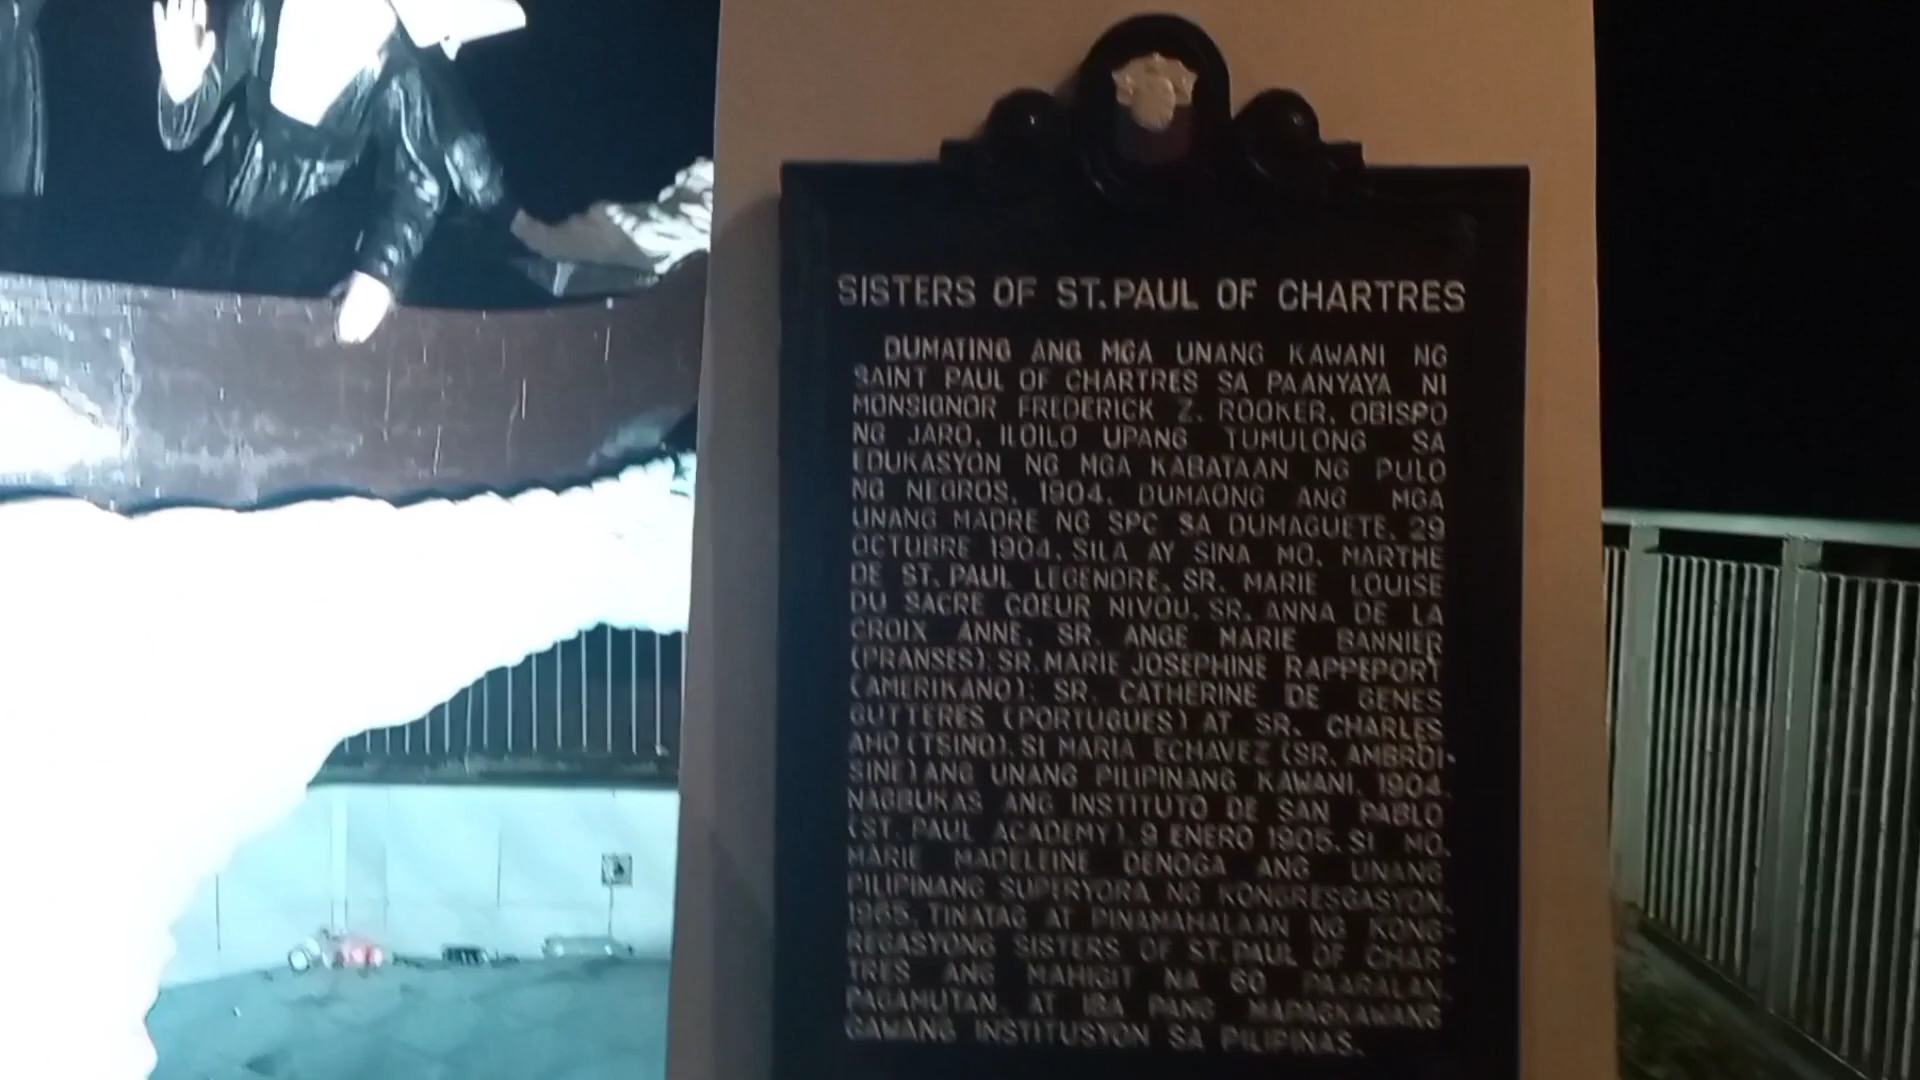 SISTERS OF ST. PAUL OF CHARTRES
DUMATING ANG MGA UNANG KAWANI NG
SAINT PAUL OF CHARTRES SA PAANYAYA NI
MONSIGNOR FREDERICK Z. ROOKER, OBISPO
NG JARO, ILOILO UPANG TUMULONG SA
EDUKASYON NG MGA KABATAAN NG PULO
NG NEGROS, 1904. DUMAONG ANG MGA
UNANG MADRE NG SPC SA DUMAGUETE, 29
OCTUBRE 1904. SILA AY SINA MO. MARTHE
DE ST. PAUL LEGENDRE, SR. MARIE LOUISE
DU SACRE COEUR NIVOU, SR. ANNA DE LA
CROIX ANNE, SR. ANGE MARIE BANNIER
(PRANSES); SR. MARIE JOSEPHINE RAPPEPORT
(AMERIKANO); SR. CATHERINE DE GENES
GUTTERES (PORTUGUES) AT SR. CHARLES
AHO (TSINO). SI MARIA ECHAVEZ (SR. AMBROI-
SINE) ANG UNANG PILIPINANG KAWANI, 1904.
NAGBUKAS ANG INSTITUTO DE SAN PABLO
(ST. PAUL ACADEMY), 9 ENERO 1905. SI MO.
MARIE MADELEINE DENOGA ANG UNANG
PILIPINANG SUPERYORA NG KONGRESGASYON,
1965. TINATAG AT PINAMAHALAAN NG KONG-
REGASYONG SISTERS OF ST. PAUL OF CHAR-
TRES ANG MAHIGIT NA 60 PAARALAN,
PAGAMUTAN, AT IBA PANG MAPAGKAWANG
GAWANG INSTITUSYON SA PILIPINAS.